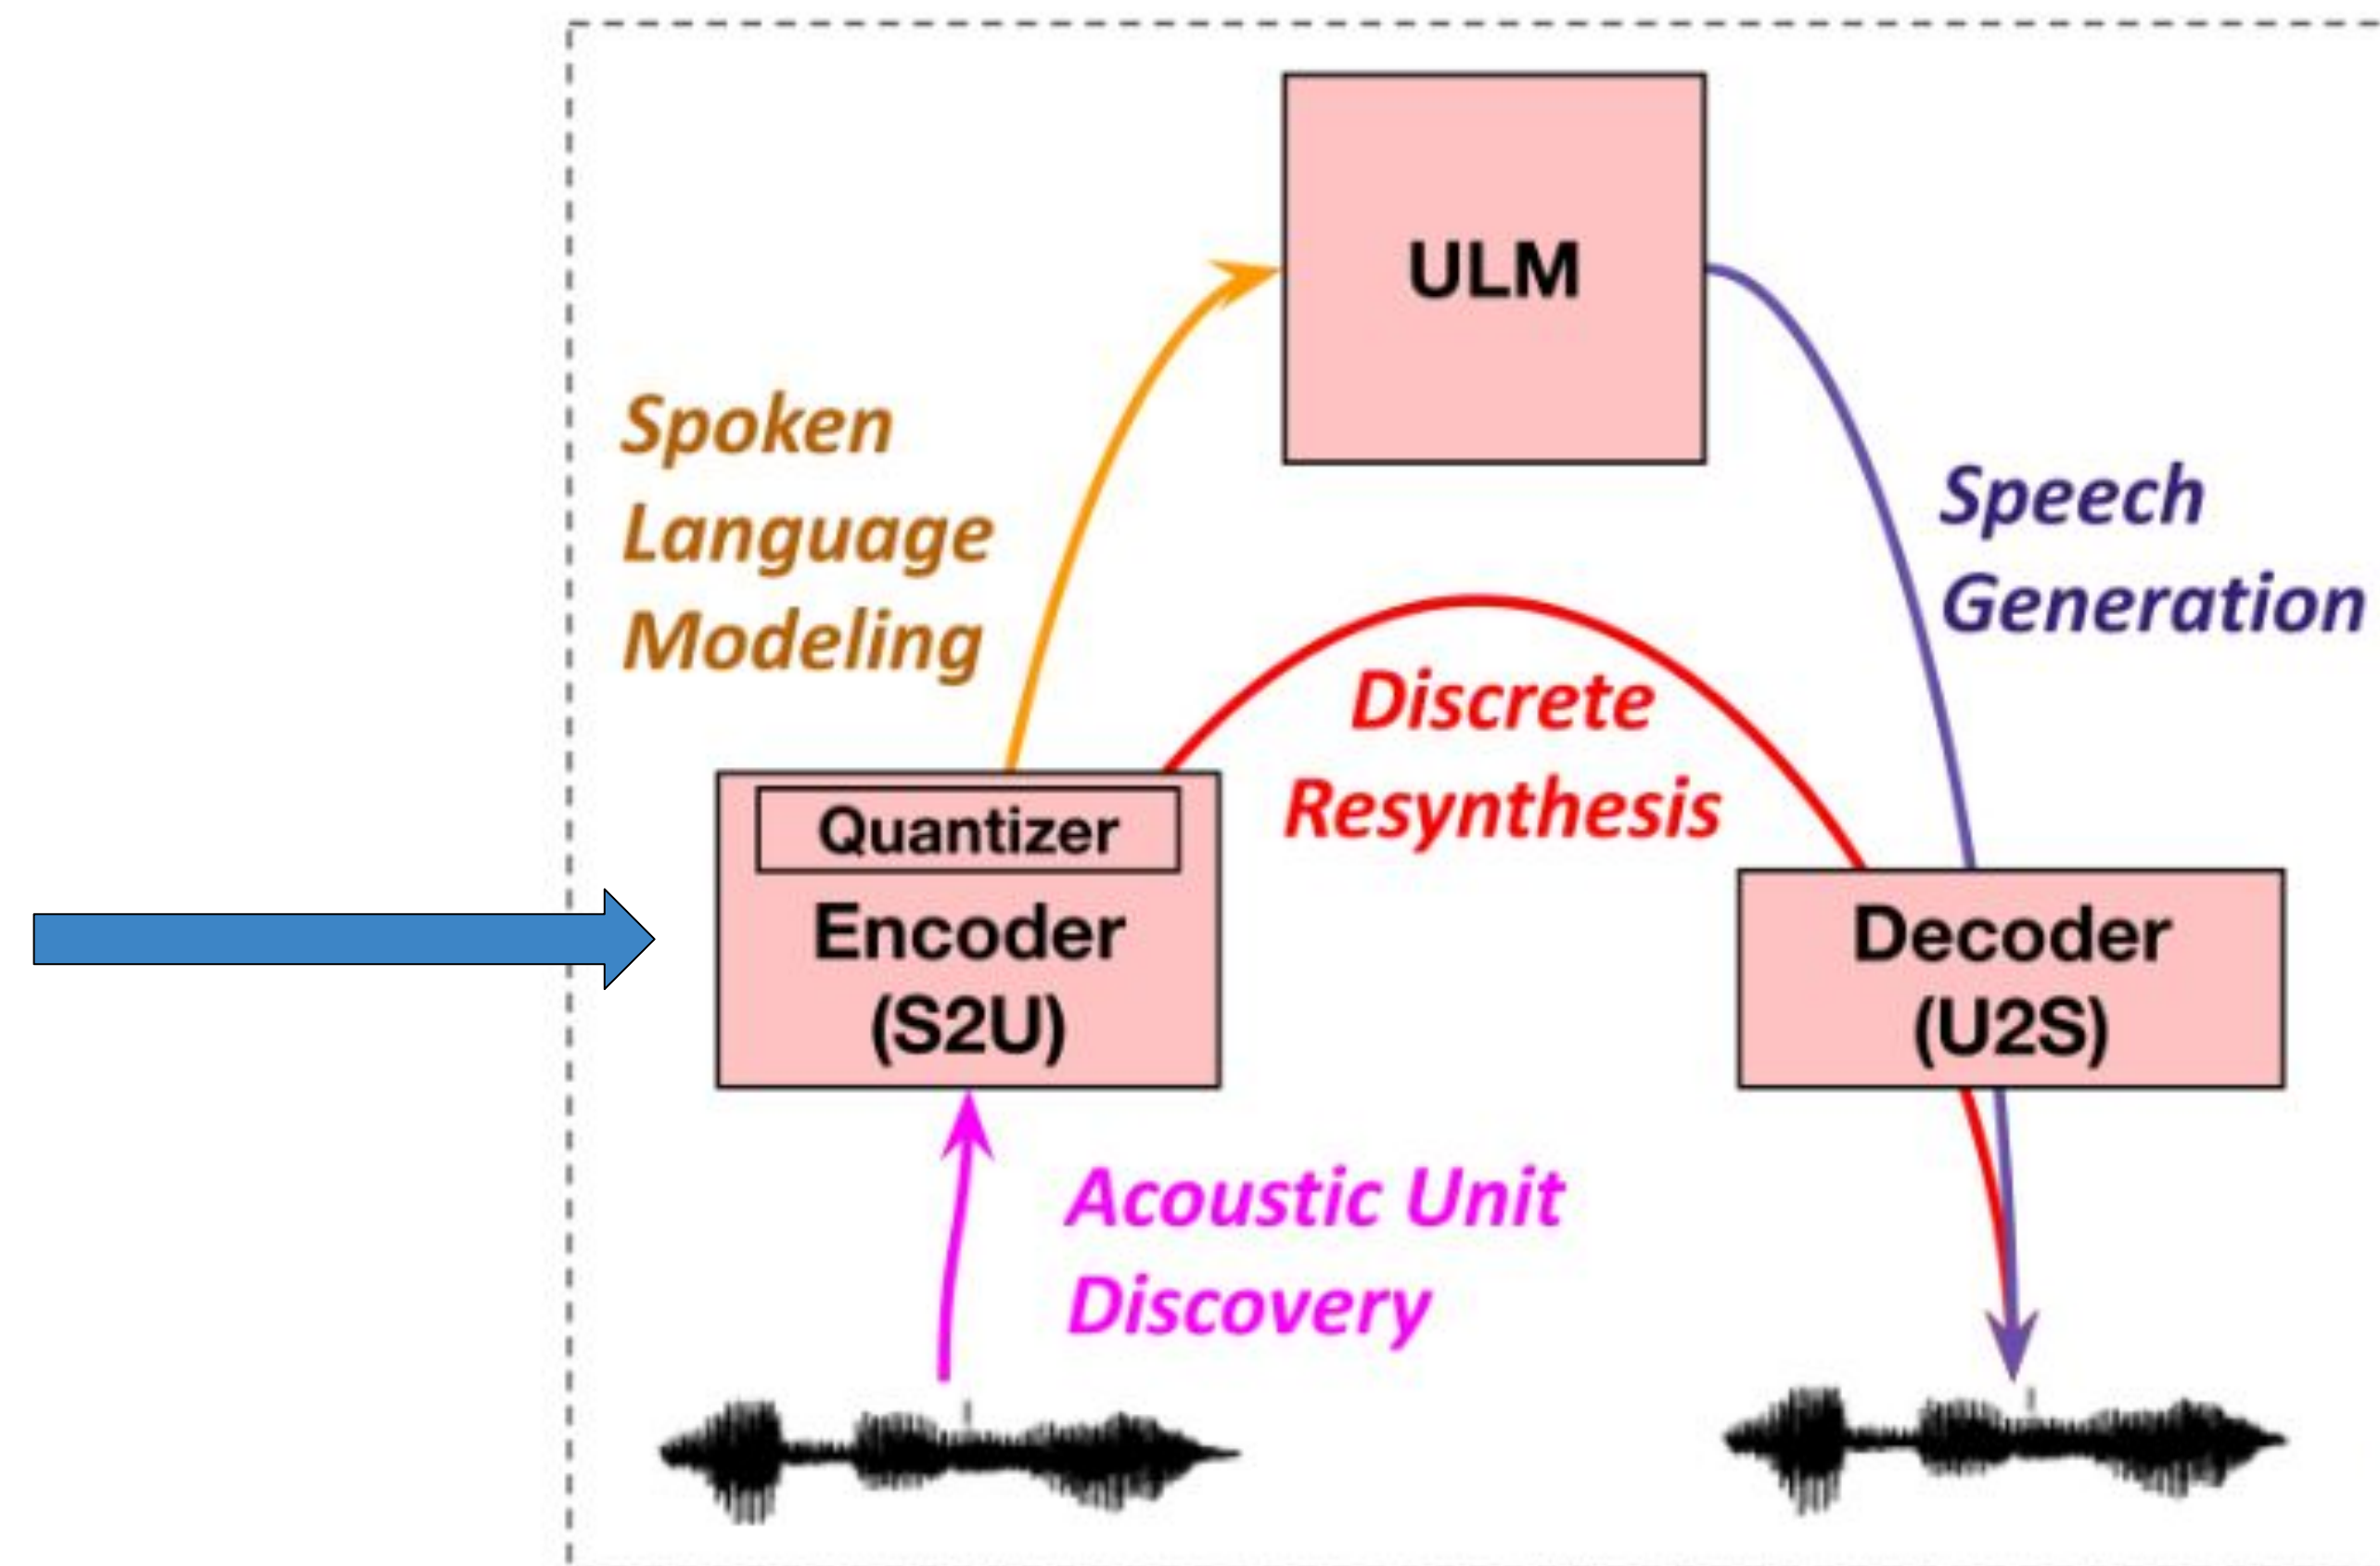 ULM
Spoken
Language
Modeling
Speech
Generation
Discrete
Resynthesis
Quantizer
Encoder
(S2U)
Decoder
(U2S)
Acoustic Unit
Discovery